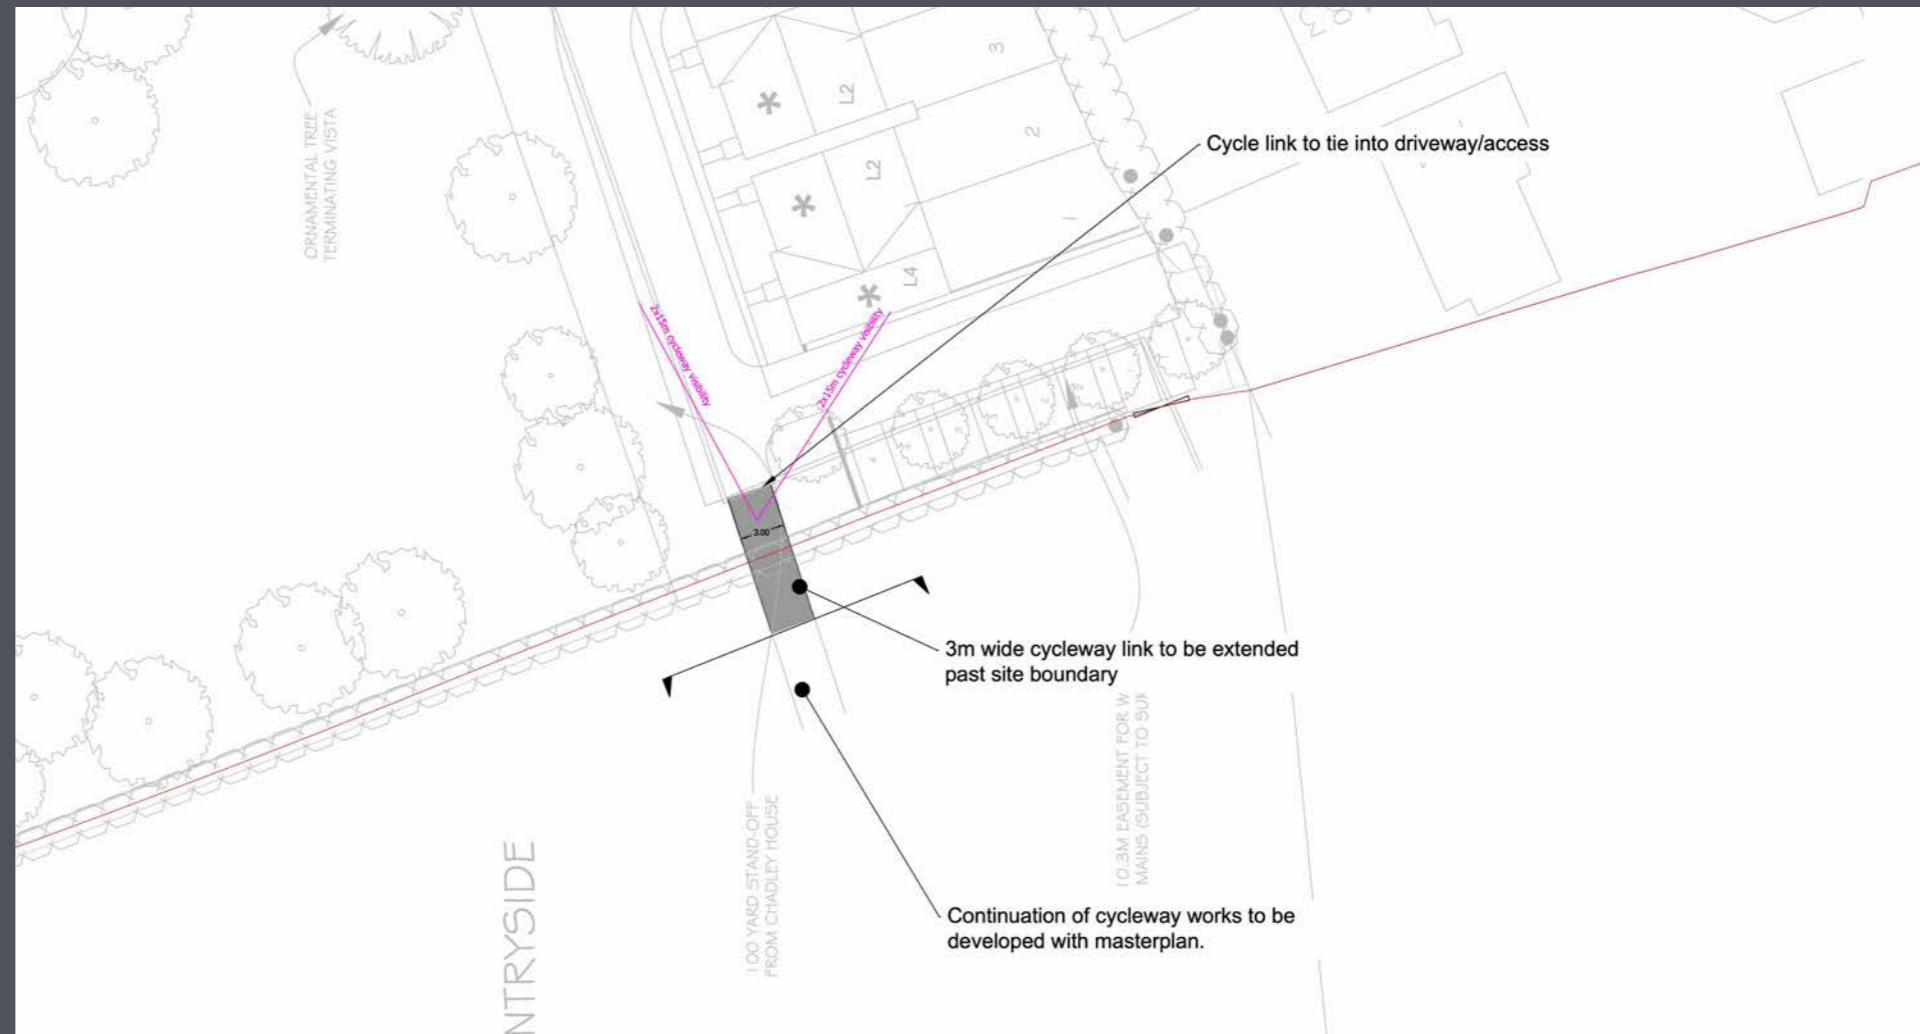 ORNAMENTAL TREE
TERMINATING VISTA
3
L2
2
L2
1
L4
Cycle link to tie into driveway/access
2x15m cycleway visibility
2x15m cycleway visibility
3.00
3m wide cycleway link to be extended
past site boundary
10.3M EASEMENT FOR W
MAINS (SUBJECT TO
100 YARD STAND-OFF
FROM CHADLEY HOUSE
NTRYSIDE
Continuation of cycleway works to be
developed with masterplan.